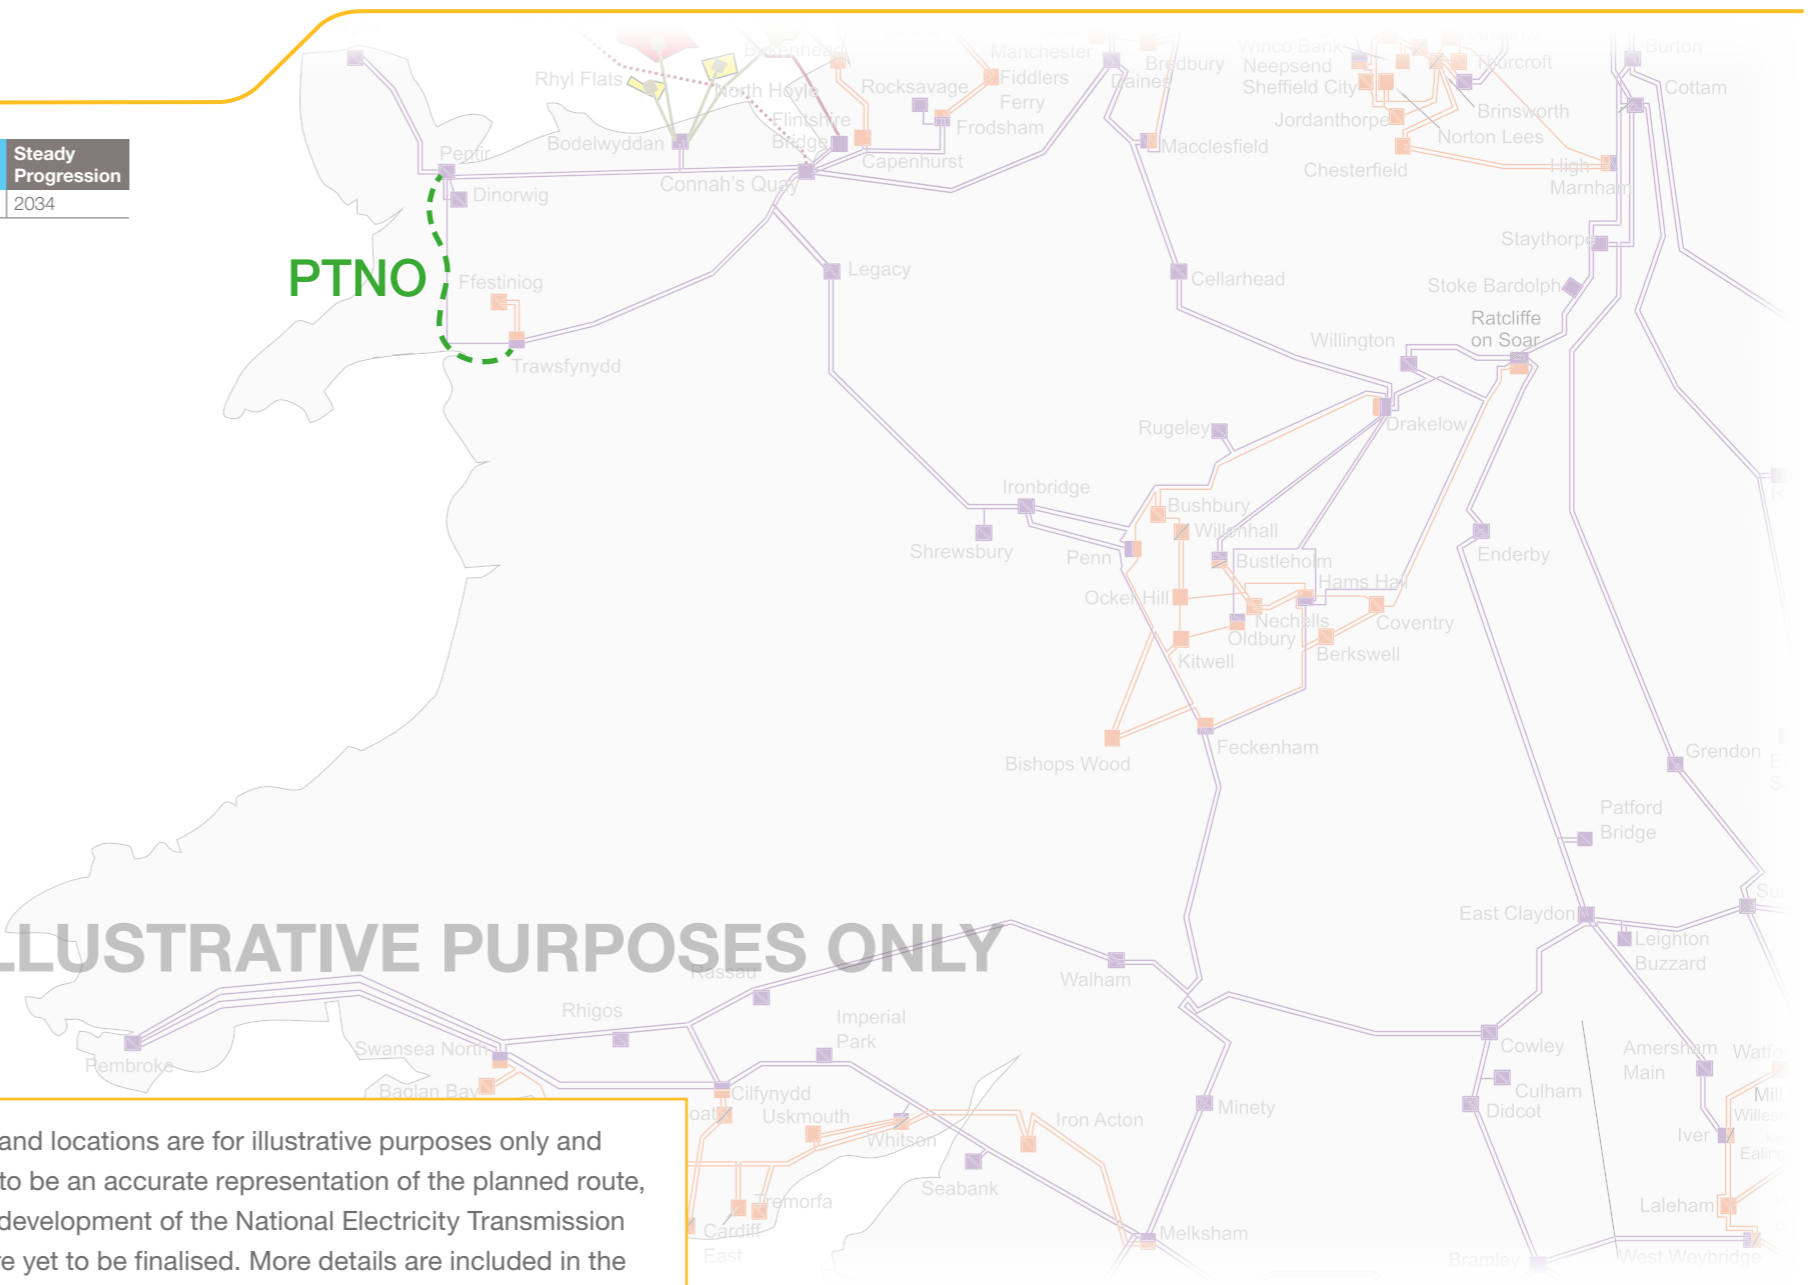 Steady
Progression
2034
Manchester
Winco Bank
Burton
Birkenhead
Bredbury
Neepsend
Thurcroft
Rhyl Flats
North Hoyle
Rocksavage
Fiddlers
Ferry
Daines
Sheffield City
Cottam
Brinsworth
Flintshire
Bridge
Frodsham
Jordanthorpe
Norton Lees
Bodelwyddan
Capenhurst
Macclesfield
Pentir
Chesterfield
High
Marnham
Connah's Quay
Dinorwig
Staythorpe
PTNO
Ffestiniog
Legacy
Cellarhead
Stoke Bardolph
Ratcliffe
on Soar
Willington
Trawsfynydd
Rugeley
Drakelow
Ironbridge
Bushbury
Willenhall
Shrewsbury
Penn
Bustleholm
Enderby
Hams Hall
Ocker Hill
Nechells
Coventry
Oldbury
Kitwell
Berkswell
Feckenham
Bishops Wood
Grendon
Patford
Bridge
East Claydon
LLUSTRATIVE PURPOSES ONLY
Leighton
Buzzard
Rassau
Walham
Rhigos
Imperial
Park
Swansea North
Cowley
Amersham
Main
Pembroke
Baglan Bay
Cilfynydd
Culham
Mill
Uskmouth
Whitson
Iron Acton
Minety
Didcot
Iver
and locations are for illustrative purposes only and
to be an accurate representation of the planned route,
development of the National Electricity Transmission
re yet to be finalised. More details are included in the
Seabank
Tremorfa
Cardiff
East
Laleham
Melksham
Bramley
West Weybridge